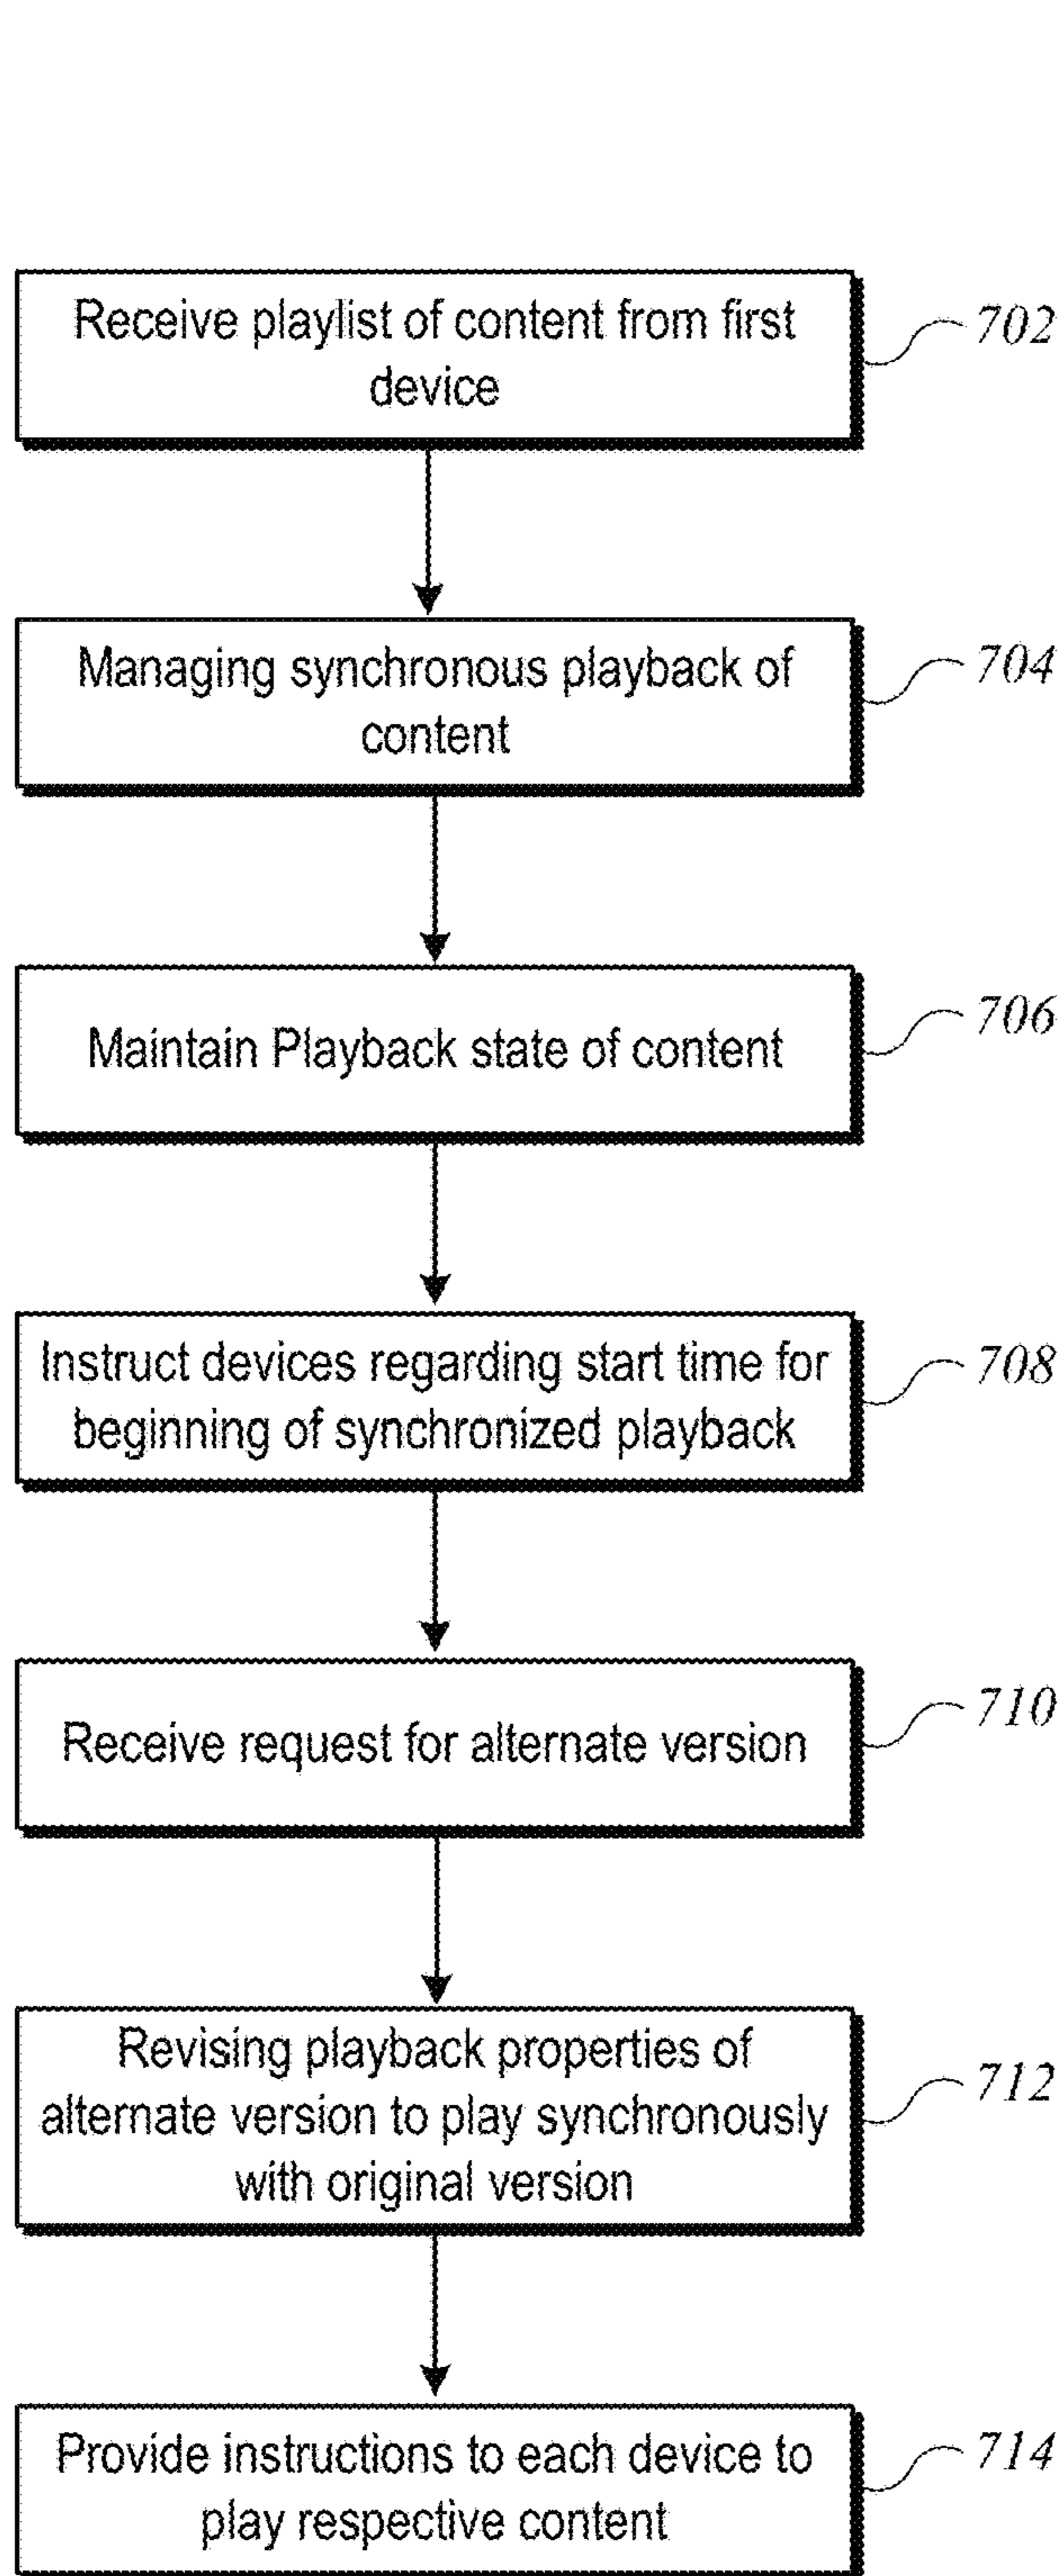 Receive playlist of content from first
device
702
Managing synchronous playback of
content
704
Maintain Playback state of content
706
Instruct devices regarding start time for
beginning of synchronized playback
708
Receive request for alternate version
710
Revising playback properties of
alternate version to play synchronously
with original version
712
Provide instructions to each device to
play respective content
714